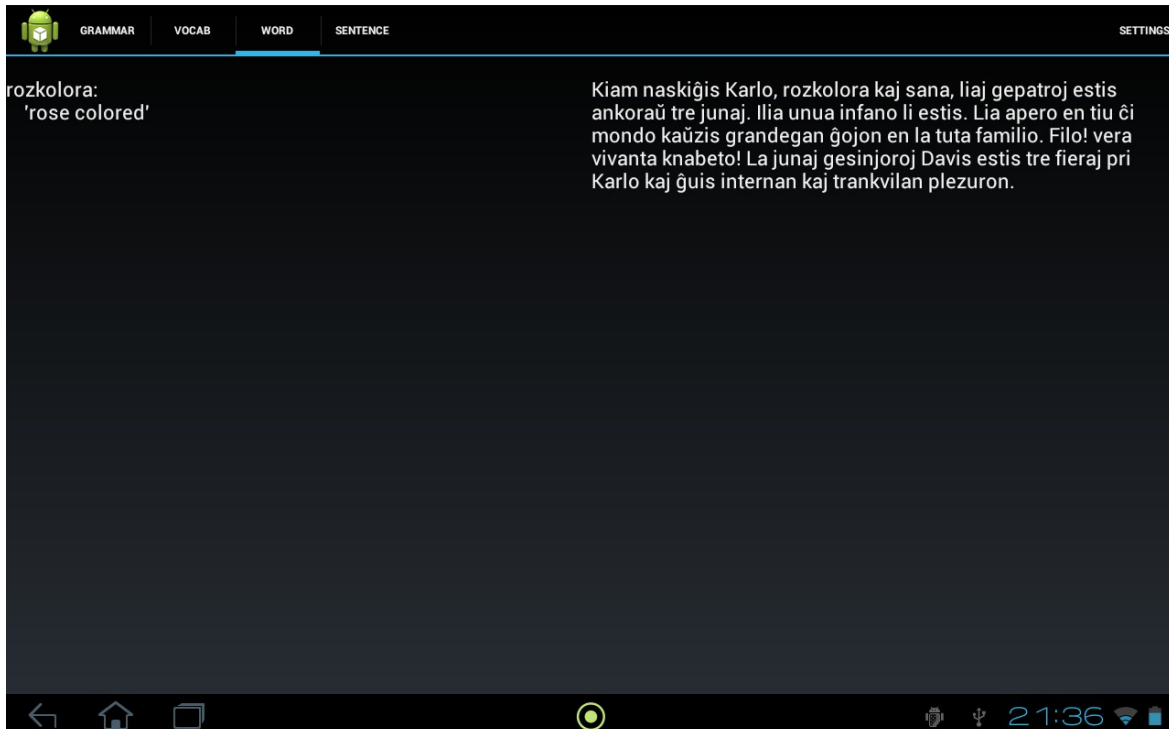 GRAMMAR VOCAB WORD SENTENCE SETTINGS
rozkolora:
'rose colored'
Kiam naskiĝis Karlo, rozkolora kaj sana, liaj gepatroj estis
ankoraŭ tre junaj. Ilia unua infano li estis. Lia apero en tiu ĉi
mondo kaŭzis grandegan ĝojon en la tuta familio. Filo! vera
vivanta knabeto! La junaj gesinjoroj Davis estis tre fieraj pri
Karlo kaj ĝuis internan kaj trankvilan plezuron.
21:36